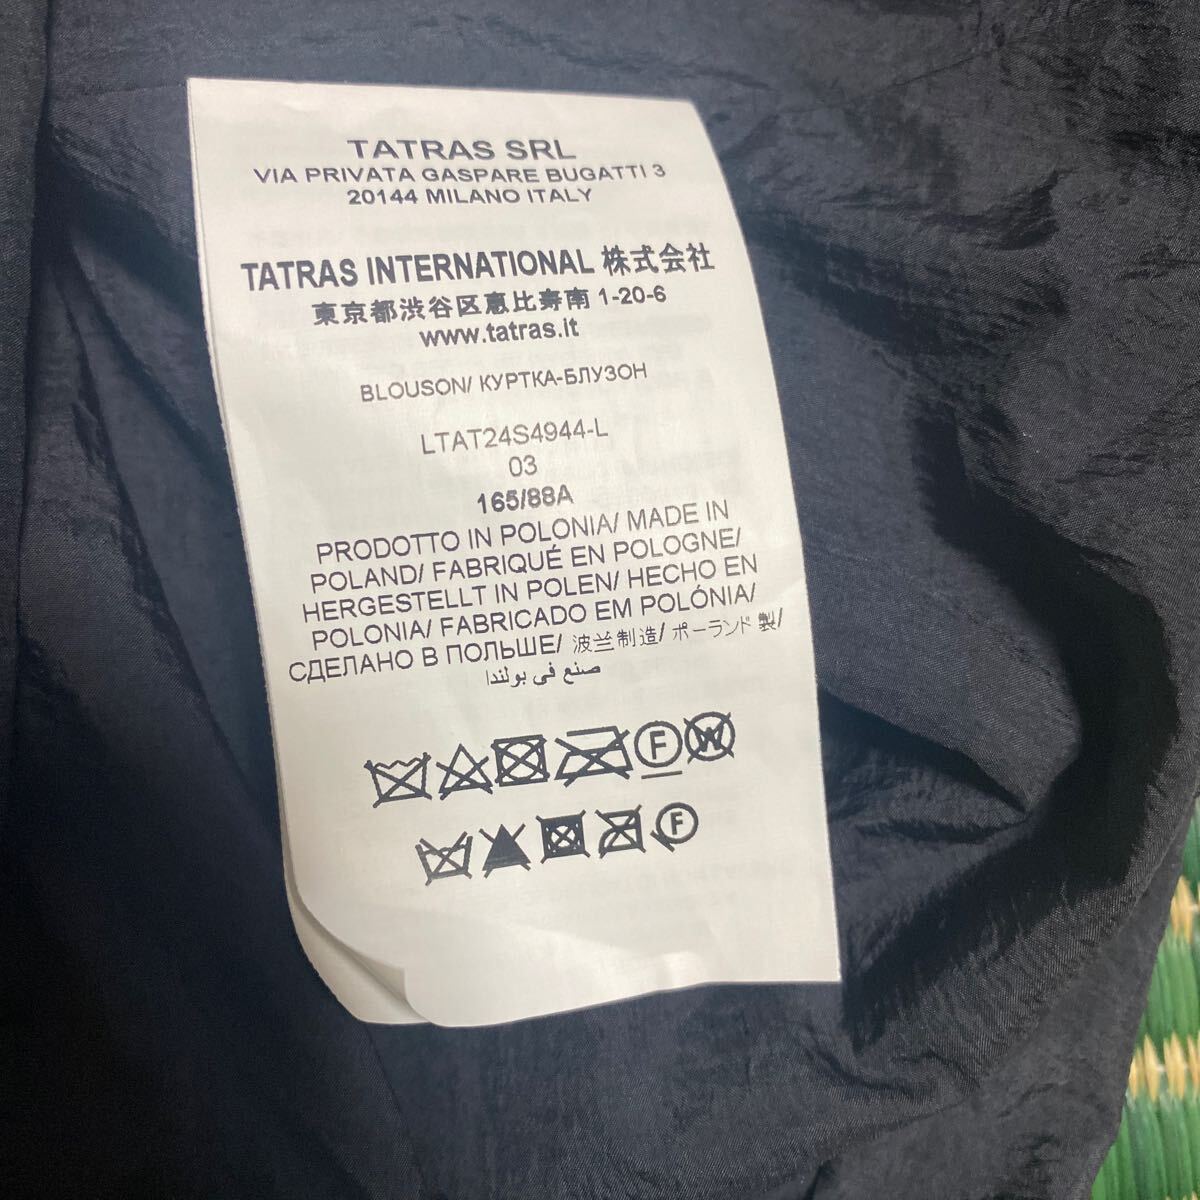 TATRAS SRL
VIA PRIVATA GASPARE BUGATTI 3
20144 MILANO ITALY
TATRAS INTERNATIONAL 株式会社
東京都渋谷区恵比寿南 1-20-6
www.tatras.it
BLOUSON/ КУРТКА-БЛУЗОН
LTAT24S4944-L
03
165/88A
PRODOTTO IN POLONIA/ MADE IN
POLAND/ FABRIQUÉ EN POLOGNE/
HERGESTELLT IN POLEN/ HECHO EN
POLONIA/ FABRICADO EM POLÓNIA/
СДЕЛАНО В ПОЛЬШЕ/ 波兰制造/ ポーランド製/
صنع في بولندا
F W
F